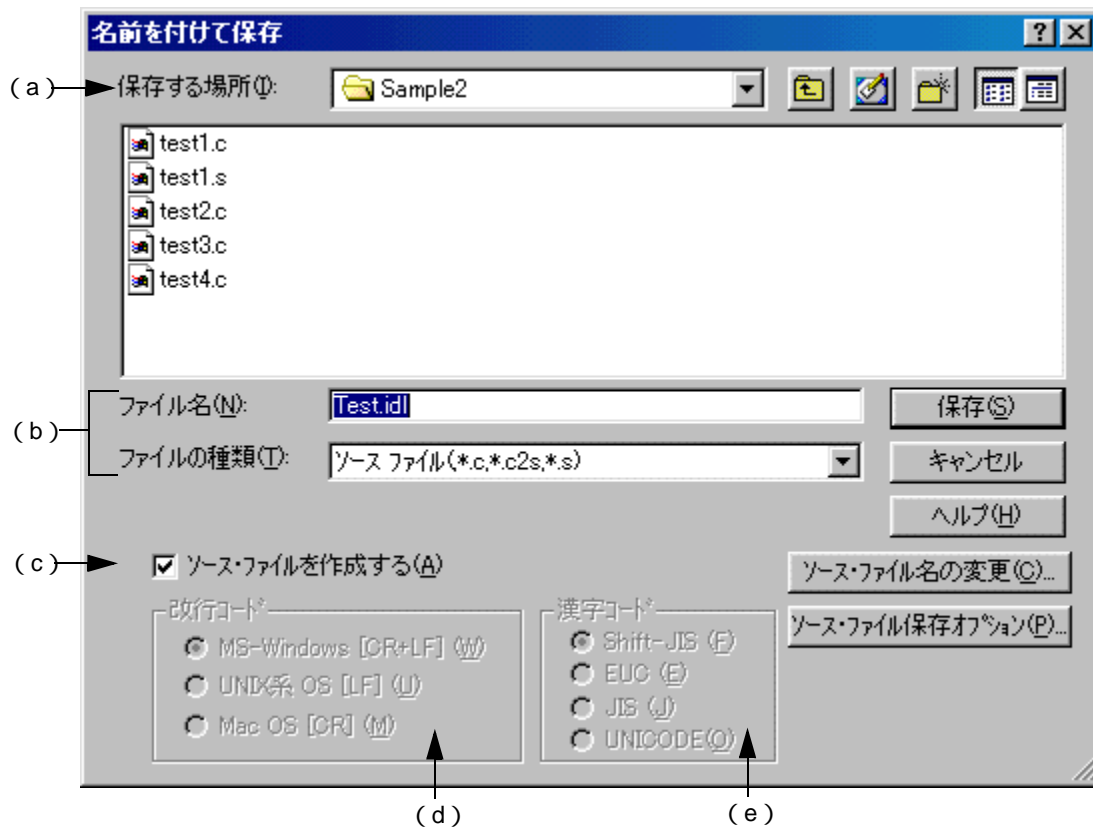 名前を付けて保存
(a)
保存する場所(I):
Sample2
test1.c
test1.s
test2.c
test3.c
test4.c
(b)
ファイル名(N):
Test.idl
保存(S)
ファイルの種類(T):
ソース ファイル(*.c,*.c2s,*.s)
キャンセル
ヘルプ(H)
(c)
ソース・ファイルを作成する(A)
ソース・ファイル名の変更(C)...
改行コード
漢字コード
ソース・ファイル保存オプション(P)...
MS-Windows [CR+LF] (W)
Shift-JIS (F)
UNIX系 OS [LF] (U)
EUC (E)
Mac OS [CR] (M)
JIS (J)
UNICODE(O)
(d)
(e)